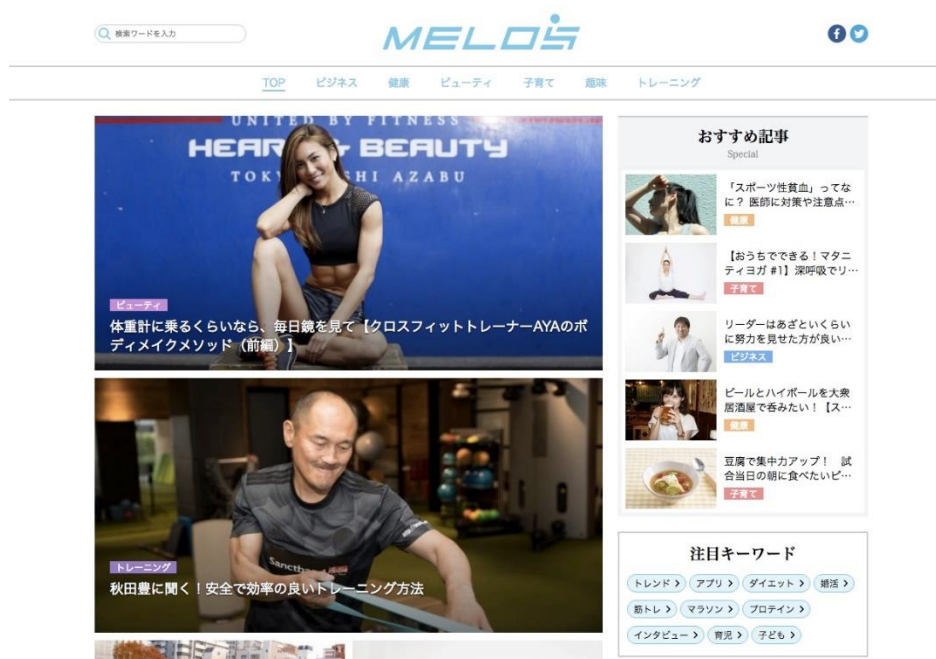 検索ワードを入力
MELOS
TOP ビジネス 健康 ビューティ 子育て 趣味 トレーニング
UNITED BY FITNESS
BEAUTY
AZABU
ビューティ
体重計に乗るくらいなら、毎日鏡を見て【クロスフィットトレーナーAYAのボ
ディメイクメソッド（前編）】
トレーニング
秋田豊に聞く！安全で効率の良いトレーニング方法
おすすめ記事
Special
「スポーツ性貧血」ってな
に？ 医師に対策や注意点…
健康
【おうちでできる！マタニ
ティヨガ #1】深呼吸でリ…
子育て
リーダーはあざといくらい
に努力を見せた方が良い…
ビジネス
ビールとハイボールを大衆
居酒屋で呑みたい！【ス…
健康
豆腐で集中力アップ！ 試
合当日の朝に食べたいピ…
子育て
注目キーワード
トレンド アプリ ダイエット 婚活
筋トレ マラソン プロテイン
インタビュー 育児 子ども